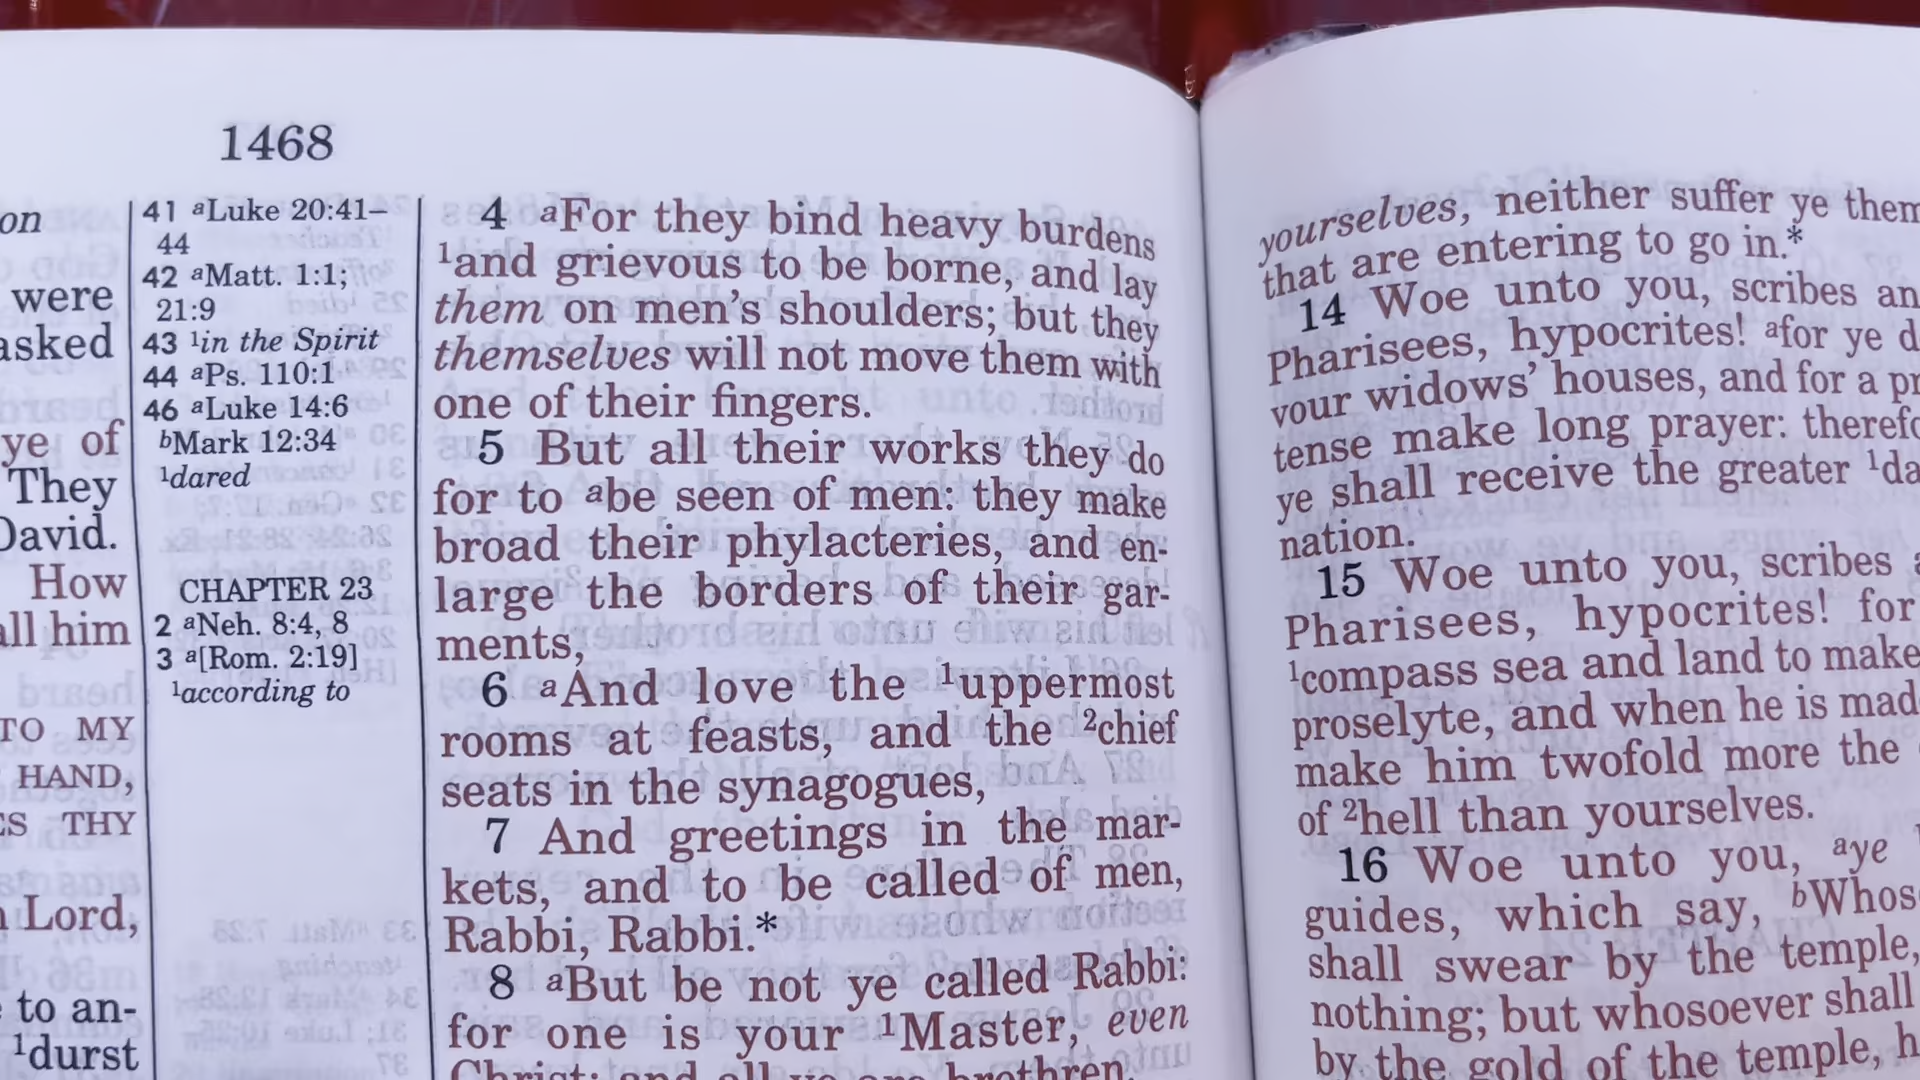 1468
on
were
asked
ye of
They
David.
How
all him
TO MY
HAND,
THY
Lord,
to an-
¹durst
41 ᵃLuke 20:41–
44
42 ᵃMatt. 1:1;
21:9
43 ¹in the Spirit
44 ᵃPs. 110:1
46 ᵃLuke 14:6
ᵇMark 12:34
¹dared
CHAPTER 23
2 ᵃNeh. 8:4, 8
3 ᵃ[Rom. 2:19]
¹according to
4 ᵃFor they bind heavy burdens
¹and grievous to be borne, and lay
them on men's shoulders; but they
themselves will not move them with
one of their fingers.
5 But all their works they do
for to ᵃbe seen of men: they make
broad their phylacteries, and en-
large the borders of their gar-
ments,
6 ᵃAnd love the ¹uppermost
rooms at feasts, and the ²chief
seats in the synagogues,
7 And greetings in the mar-
kets, and to be called of men,
Rabbi, Rabbi.*
8 ᵃBut be not ye called Rabbi:
for one is your ¹Master, even
Christ; and all ye are brethren.
yourselves, neither suffer ye them
that are entering to go in.*
14 Woe unto you, scribes an
Pharisees, hypocrites! ᵃfor ye d
your widows' houses, and for a pr
tense make long prayer: therefo
ye shall receive the greater ¹da
nation.
15 Woe unto you, scribes a
Pharisees, hypocrites! for
¹compass sea and land to make
proselyte, and when he is mad
make him twofold more the
of ²hell than yourselves.
16 Woe unto you, ᵃye
guides, which say, ᵇWhos
shall swear by the temple,
nothing; but whosoever shall
by the gold of the temple, h